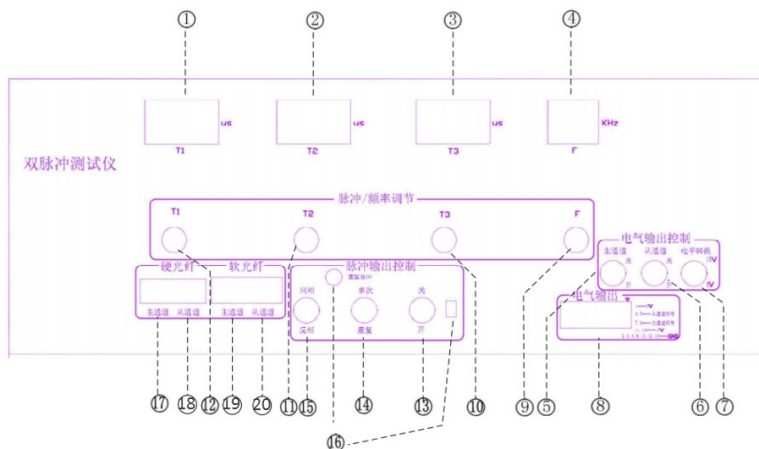 ① ② ③ ④
us us us KHz
T1 T2 T3 F
双脉冲测试仪
脉冲/频率调节
T1 T2 T3 F
电气输出控制
主通道 从通道 电平转换
关 关 15V
开 开
硬光纤 软光纤
主通道 从通道 主通道 从通道
脉冲输出控制
重复脉冲
同相 单次 关
反相 重复 开
电气输出
⑰ ⑱ ⑫ ⑲ ⑳ ⑪ ⑮ ⑯ ⑭ ⑬ ⑩ ⑨ ⑤ ⑧ ⑥ ⑦